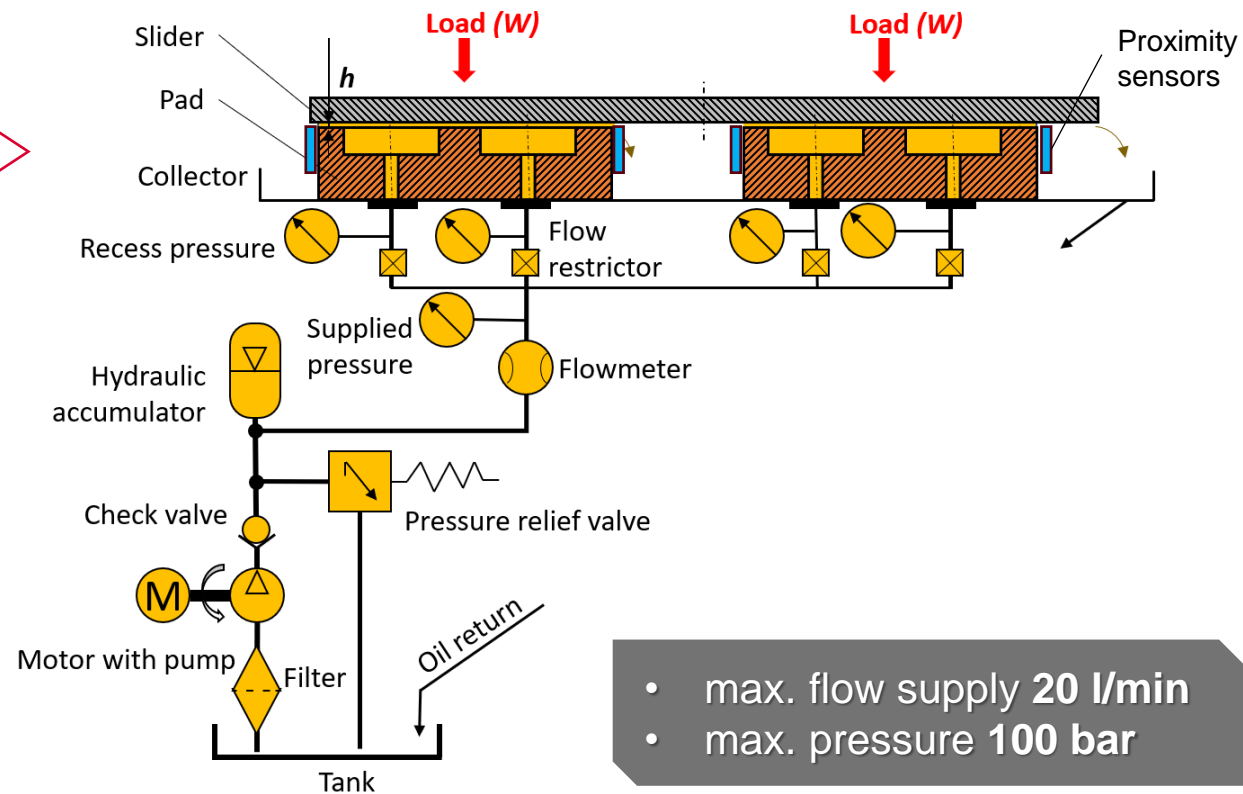 Load (W)
Load (W)
Slider
Proximity
sensors
h
Pad
Collector
Recess pressure
Flow
restrictor
Supplied
pressure
Flowmeter
Hydraulic
accumulator
Check valve
Pressure relief valve
M
Motor with pump
Filter
Oil return
Tank
• max. flow supply 20 l/min
• max. pressure 100 bar